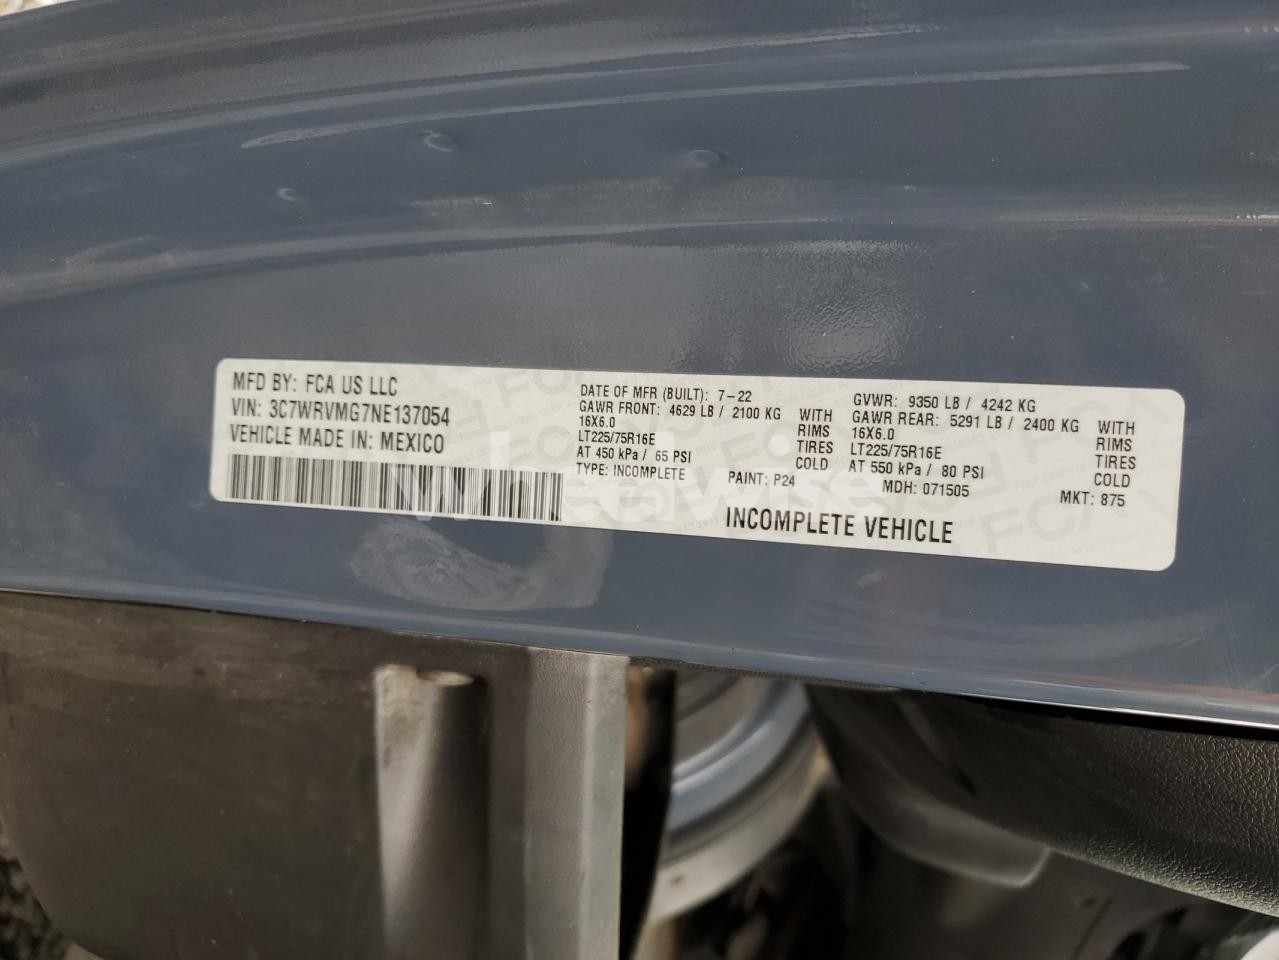 MFD BY: FCA US LLC
VIN: 3C7WRVMG7NE137054
VEHICLE MADE IN: MEXICO
DATE OF MFR (BUILT): 7-22
GAWR FRONT: 4629 LB / 2100 KG WITH
16X6.0 RIMS
LT225/75R16E TIRES
AT 450 kPa / 65 PSI COLD
TYPE: INCOMPLETE PAINT: P24
GVWR: 9350 LB / 4242 KG
GAWR REAR: 5291 LB / 2400 KG WITH
16X6.0 RIMS
LT225/75R16E TIRES
AT 550 kPa / 80 PSI COLD
MDH: 071505 MKT: 875
INCOMPLETE VEHICLE